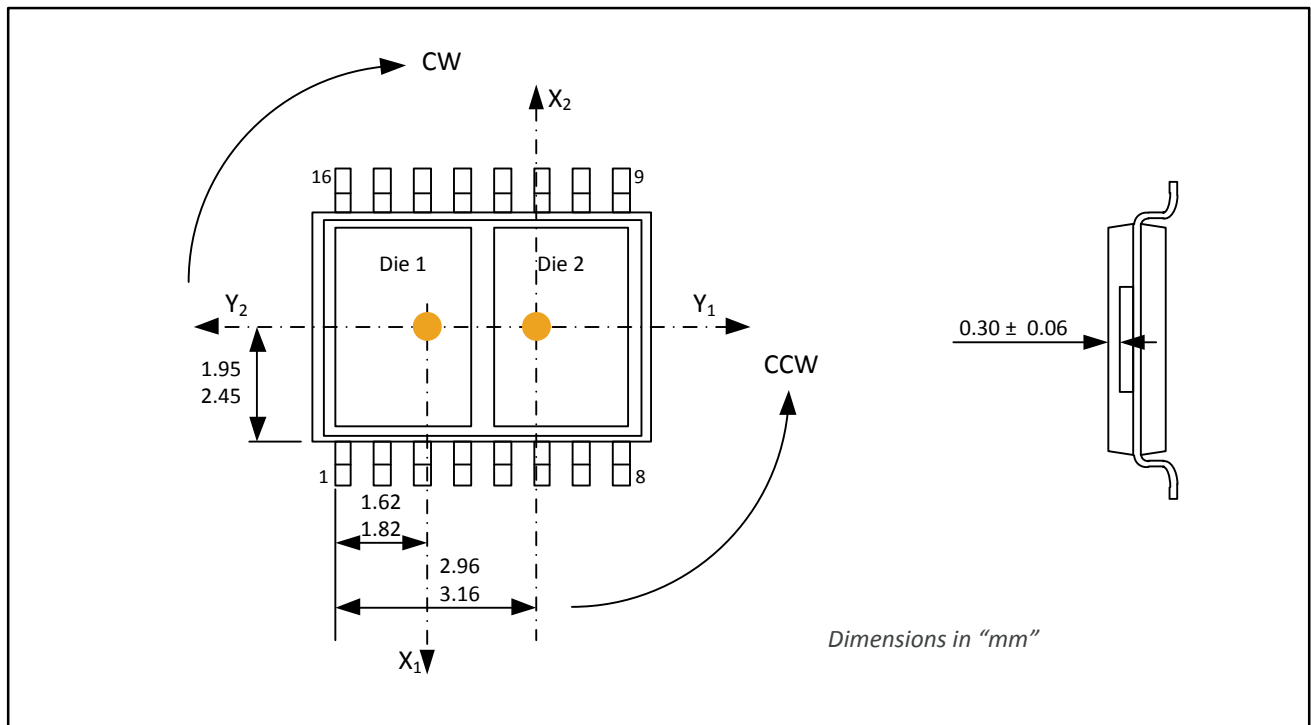 CW
X₂
16
9
Die 1
Die 2
Y₂
Y₁
0.30 ± 0.06
1.95
2.45
CCW
1
8
1.62
1.82
2.96
3.16
X₁
Dimensions in “mm”